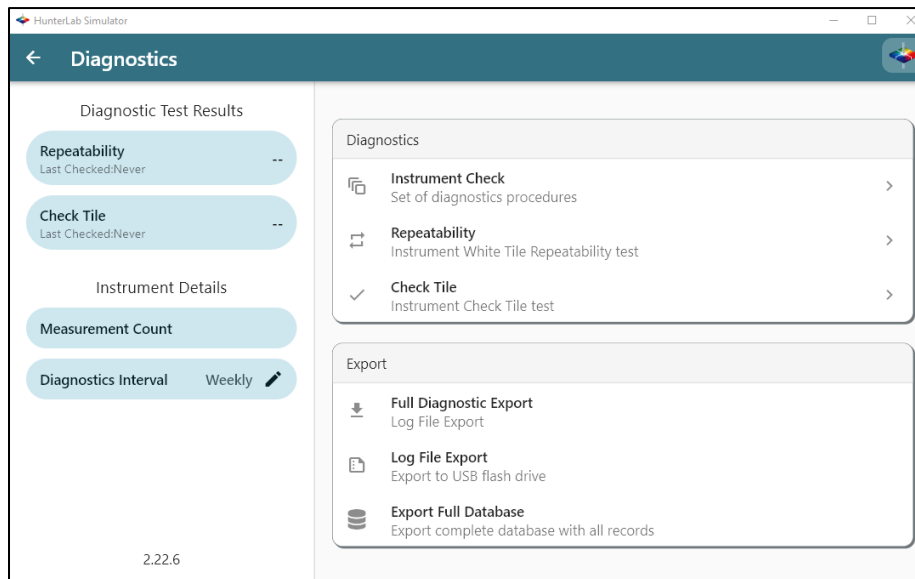 HunterLab Simulator
Diagnostics
Diagnostic Test Results
Repeatability
Last Checked:Never
--
Check Tile
Last Checked:Never
--
Instrument Details
Measurement Count
Diagnostics Interval Weekly
2.22.6
Diagnostics
Instrument Check
Set of diagnostics procedures
Repeatability
Instrument White Tile Repeatability test
Check Tile
Instrument Check Tile test
Export
Full Diagnostic Export
Log File Export
Log File Export
Export to USB flash drive
Export Full Database
Export complete database with all records